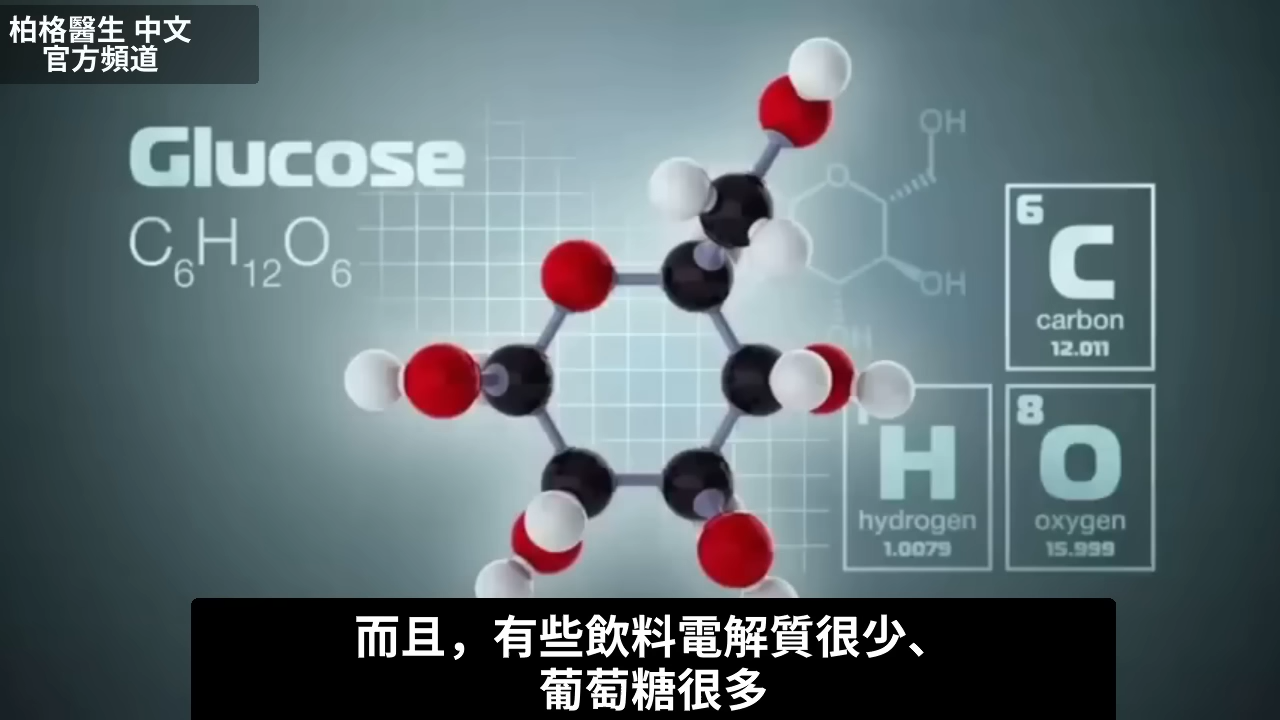 柏格醫生 中文
官方頻道
Glucose
C6H12O6
OH
OH
OH
6
C
carbon
12.011
H
hydrogen
1.0079
8
O
oxygen
15.999
而且，有些飲料電解質很少、
葡萄糖很多